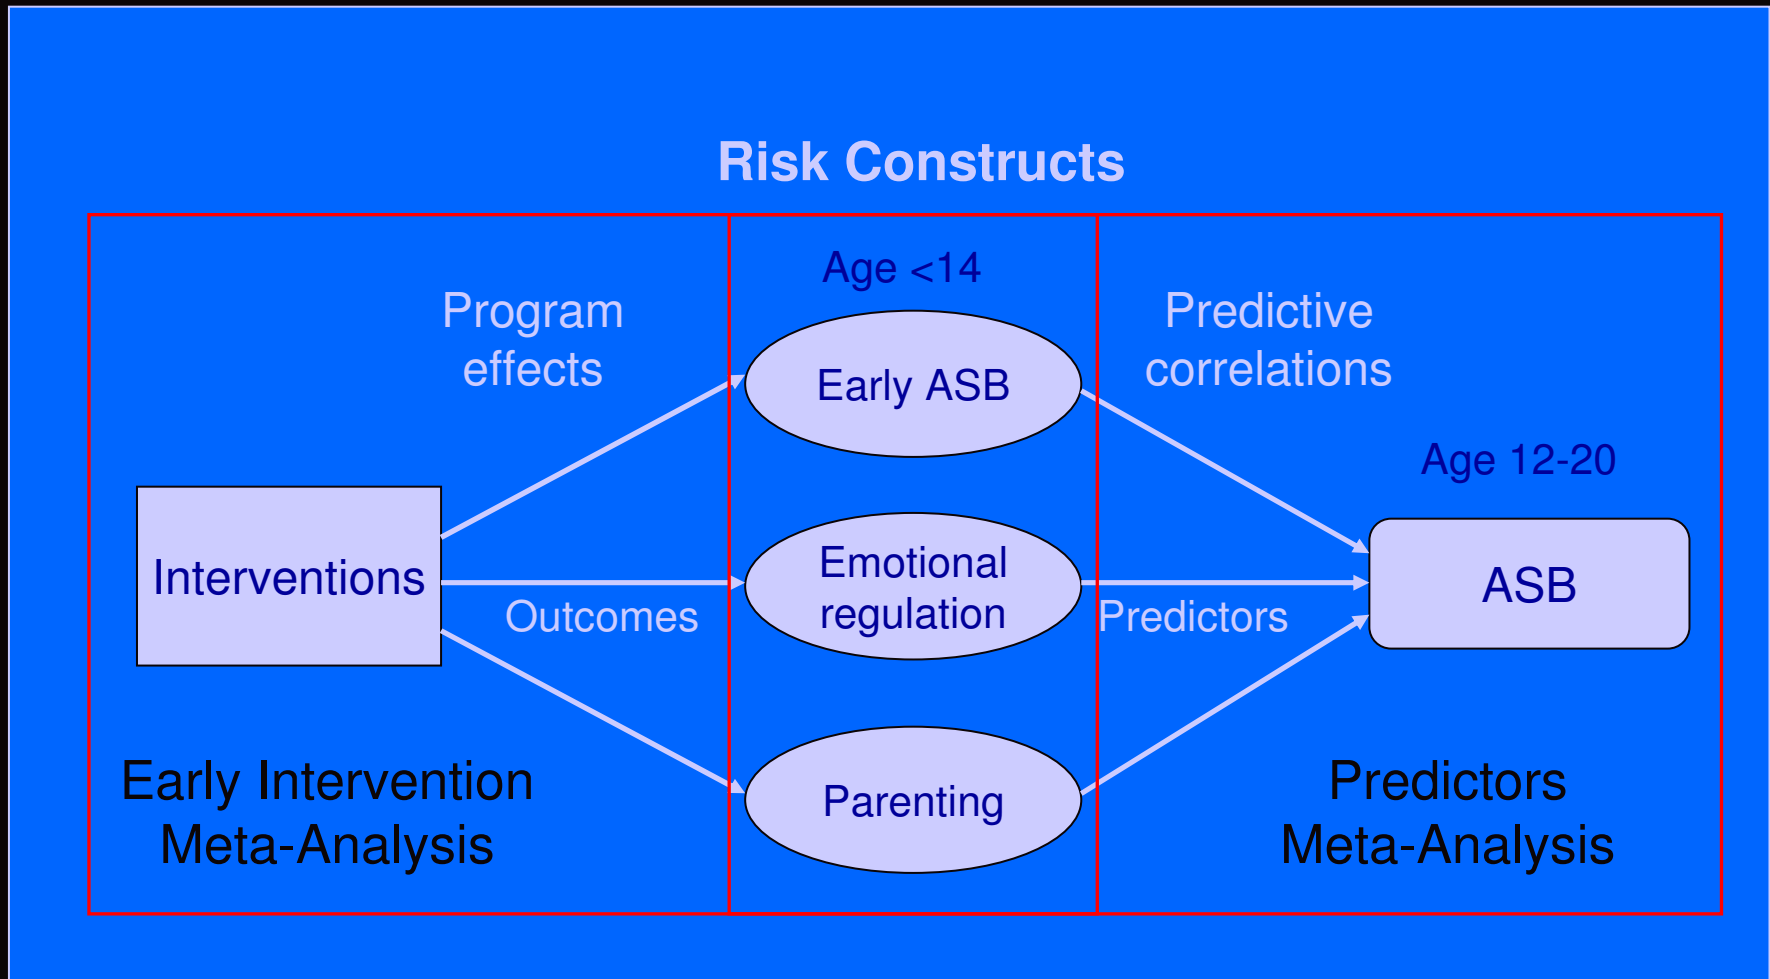 Risk Constructs
Age <14
Program
effects
Predictive
correlations
Early ASB
Age 12-20
Interventions
Emotional
regulation
ASB
Outcomes
Predictors
Early Intervention
Meta-Analysis
Parenting
Predictors
Meta-Analysis